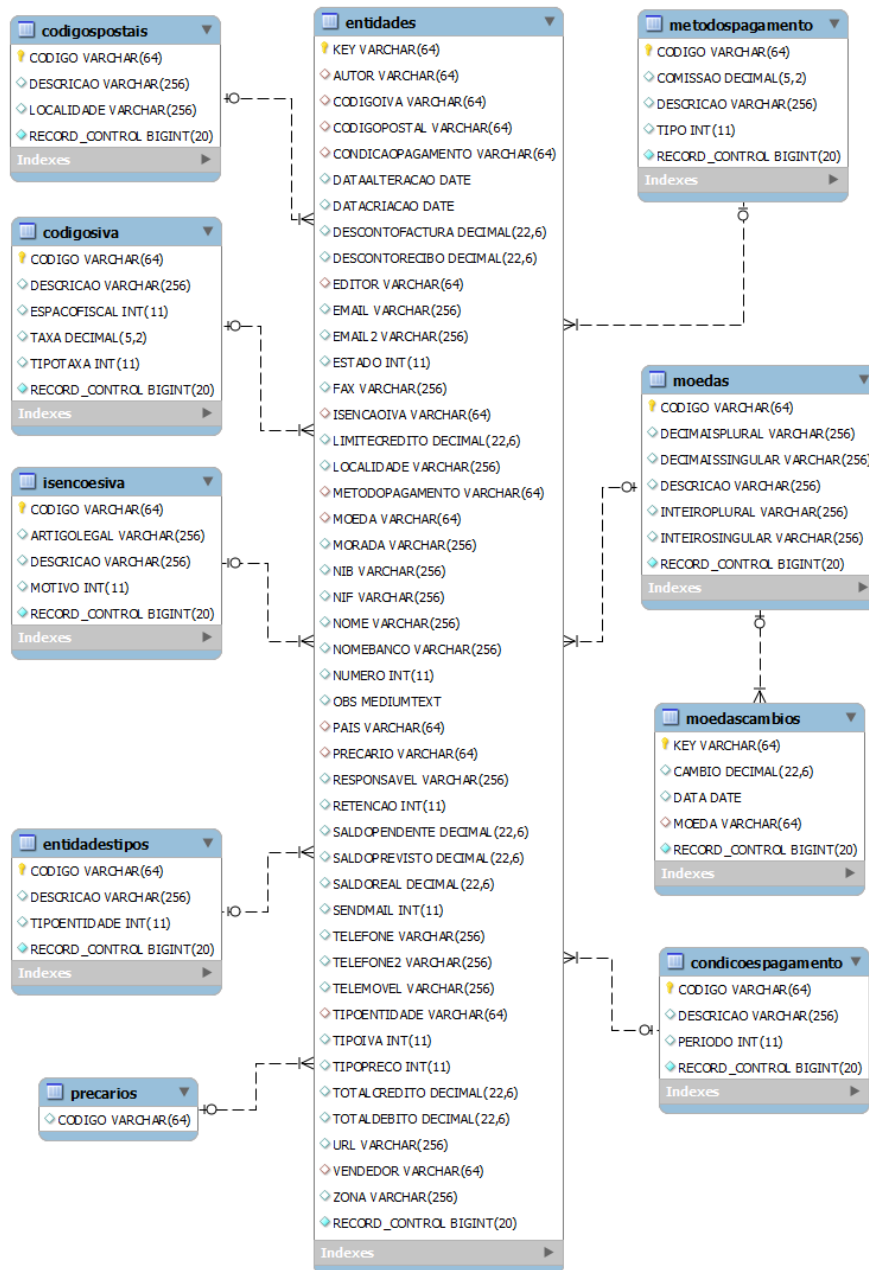 codigospostais
CODIGO VARCHAR(64)
DESCRICAO VARCHAR(256)
LOCALIDADE VARCHAR(256)
RECORD_CONTROL BIGINT(20)
Indexes
codigosiva
CODIGO VARCHAR(64)
DESCRICAO VARCHAR(256)
ESPACOFISCAL INT(11)
TAXA DECIMAL(5,2)
TIPOTAXA INT(11)
RECORD_CONTROL BIGINT(20)
Indexes
isencoesiva
CODIGO VARCHAR(64)
ARTIGOLEGAL VARCHAR(256)
DESCRICAO VARCHAR(256)
MOTIVO INT(11)
RECORD_CONTROL BIGINT(20)
Indexes
entidadestipos
CODIGO VARCHAR(64)
DESCRICAO VARCHAR(256)
TIPOENTIDADE INT(11)
RECORD_CONTROL BIGINT(20)
Indexes
precarios
CODIGO VARCHAR(64)
entidades
KEY VARCHAR(64)
AUTOR VARCHAR(64)
CODIGOIVA VARCHAR(64)
CODIGOPOSTAL VARCHAR(64)
CONDICAOPAGAMENTO VARCHAR(64)
DATAALTERACAO DATE
DATACRIACAO DATE
DESCONTOFACTURA DECIMAL(22,6)
DESCONTORECIBO DECIMAL(22,6)
EDITOR VARCHAR(64)
EMAIL VARCHAR(256)
EMAIL2 VARCHAR(256)
ESTADO INT(11)
FAX VARCHAR(256)
ISENCAOIVA VARCHAR(64)
LIMITECREDITO DECIMAL(22,6)
LOCALIDADE VARCHAR(256)
METODOPAGAMENTO VARCHAR(64)
MOEDA VARCHAR(64)
MORADA VARCHAR(256)
NIB VARCHAR(256)
NIF VARCHAR(256)
NOME VARCHAR(256)
NOMEBANCO VARCHAR(256)
NUMERO INT(11)
OBS MEDIUMTEXT
PAIS VARCHAR(64)
PRECARIO VARCHAR(64)
RESPONSAVEL VARCHAR(256)
RETENCAO INT(11)
SALDOPENDENTE DECIMAL(22,6)
SALDOPREVISTO DECIMAL(22,6)
SALDOREAL DECIMAL(22,6)
SENDMAIL INT(11)
TELEFONE VARCHAR(256)
TELEFONE2 VARCHAR(256)
TELEMOVEL VARCHAR(256)
TIPOENTIDADE VARCHAR(64)
TIPOIVA INT(11)
TIPOPRECO INT(11)
TOTALCREDITO DECIMAL(22,6)
TOTALDEBITO DECIMAL(22,6)
URL VARCHAR(256)
VENDEDOR VARCHAR(64)
ZONA VARCHAR(256)
RECORD_CONTROL BIGINT(20)
Indexes
metodospagamento
CODIGO VARCHAR(64)
COMISSAO DECIMAL(5,2)
DESCRICAO VARCHAR(256)
TIPO INT(11)
RECORD_CONTROL BIGINT(20)
Indexes
moedas
CODIGO VARCHAR(64)
DECIMAISPLURAL VARCHAR(256)
DECIMAISSINGULAR VARCHAR(256)
DESCRICAO VARCHAR(256)
INTEIROPLURAL VARCHAR(256)
INTEIROSINGULAR VARCHAR(256)
RECORD_CONTROL BIGINT(20)
Indexes
moedascambios
KEY VARCHAR(64)
CAMBIO DECIMAL(22,6)
DATA DATE
MOEDA VARCHAR(64)
RECORD_CONTROL BIGINT(20)
Indexes
condicoespagamento
CODIGO VARCHAR(64)
DESCRICAO VARCHAR(256)
PERIODO INT(11)
RECORD_CONTROL BIGINT(20)
Indexes